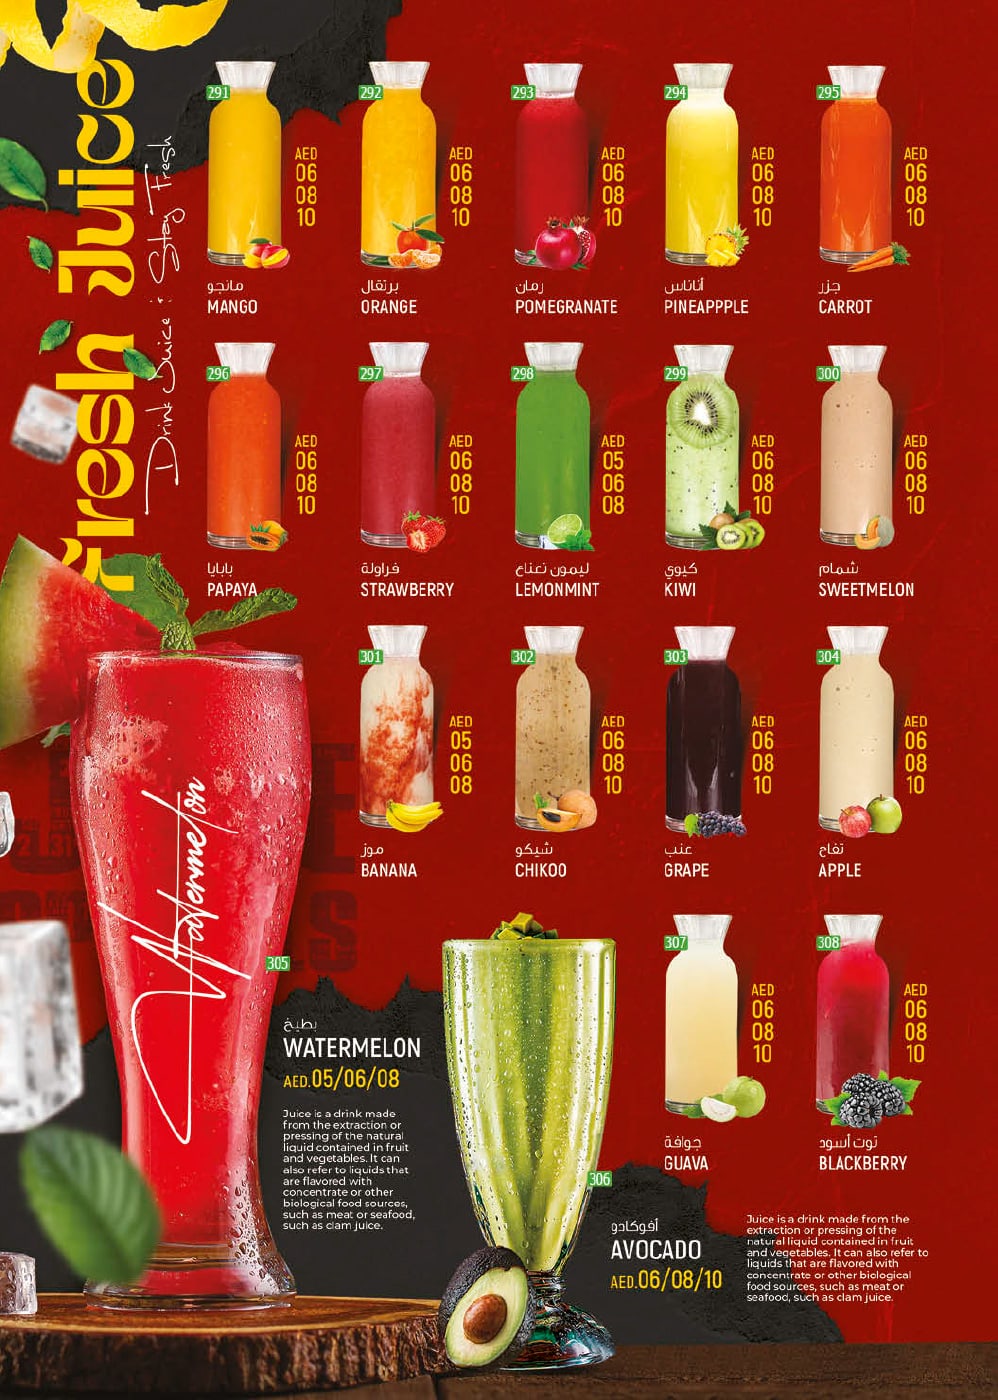 Fresh Juice
Drink Juice : Stay Fresh
291
AED
06
08
10
مانجو
MANGO
292
AED
06
08
10
برتقال
ORANGE
293
AED
06
08
10
رمان
POMEGRANATE
294
AED
06
08
10
أناناس
PINEAPPPLE
295
AED
06
08
10
جزر
CARROT
296
AED
06
08
10
بابايا
PAPAYA
297
AED
06
08
10
فراولة
STRAWBERRY
298
AED
05
06
08
ليمون نعناع
LEMONMINT
299
AED
06
08
10
كيوي
KIWI
300
AED
06
08
10
شمام
SWEETMELON
301
AED
05
06
08
موز
BANANA
302
AED
06
08
10
شيكو
CHIKOO
303
AED
06
08
10
عنب
GRAPE
304
AED
06
08
10
تفاح
APPLE
Watermelon
305
بطيخ
WATERMELON
AED.05/06/08
Juice is a drink made
from the extraction or
pressing of the natural
liquid contained in fruit
and vegetables. It can
also refer to liquids that
are flavored with
concentrate or other
biological food sources,
such as meat or seafood,
such as clam juice.
306
أفوكادو
AVOCADO
AED.06/08/10
307
AED
06
08
10
جوافة
GUAVA
308
AED
06
08
10
توت أسود
BLACKBERRY
Juice is a drink made from the
extraction or pressing of the
natural liquid contained in fruit
and vegetables. It can also refer to
liquids that are flavored with
concentrate or other biological
food sources, such as meat or
seafood, such as clam juice.